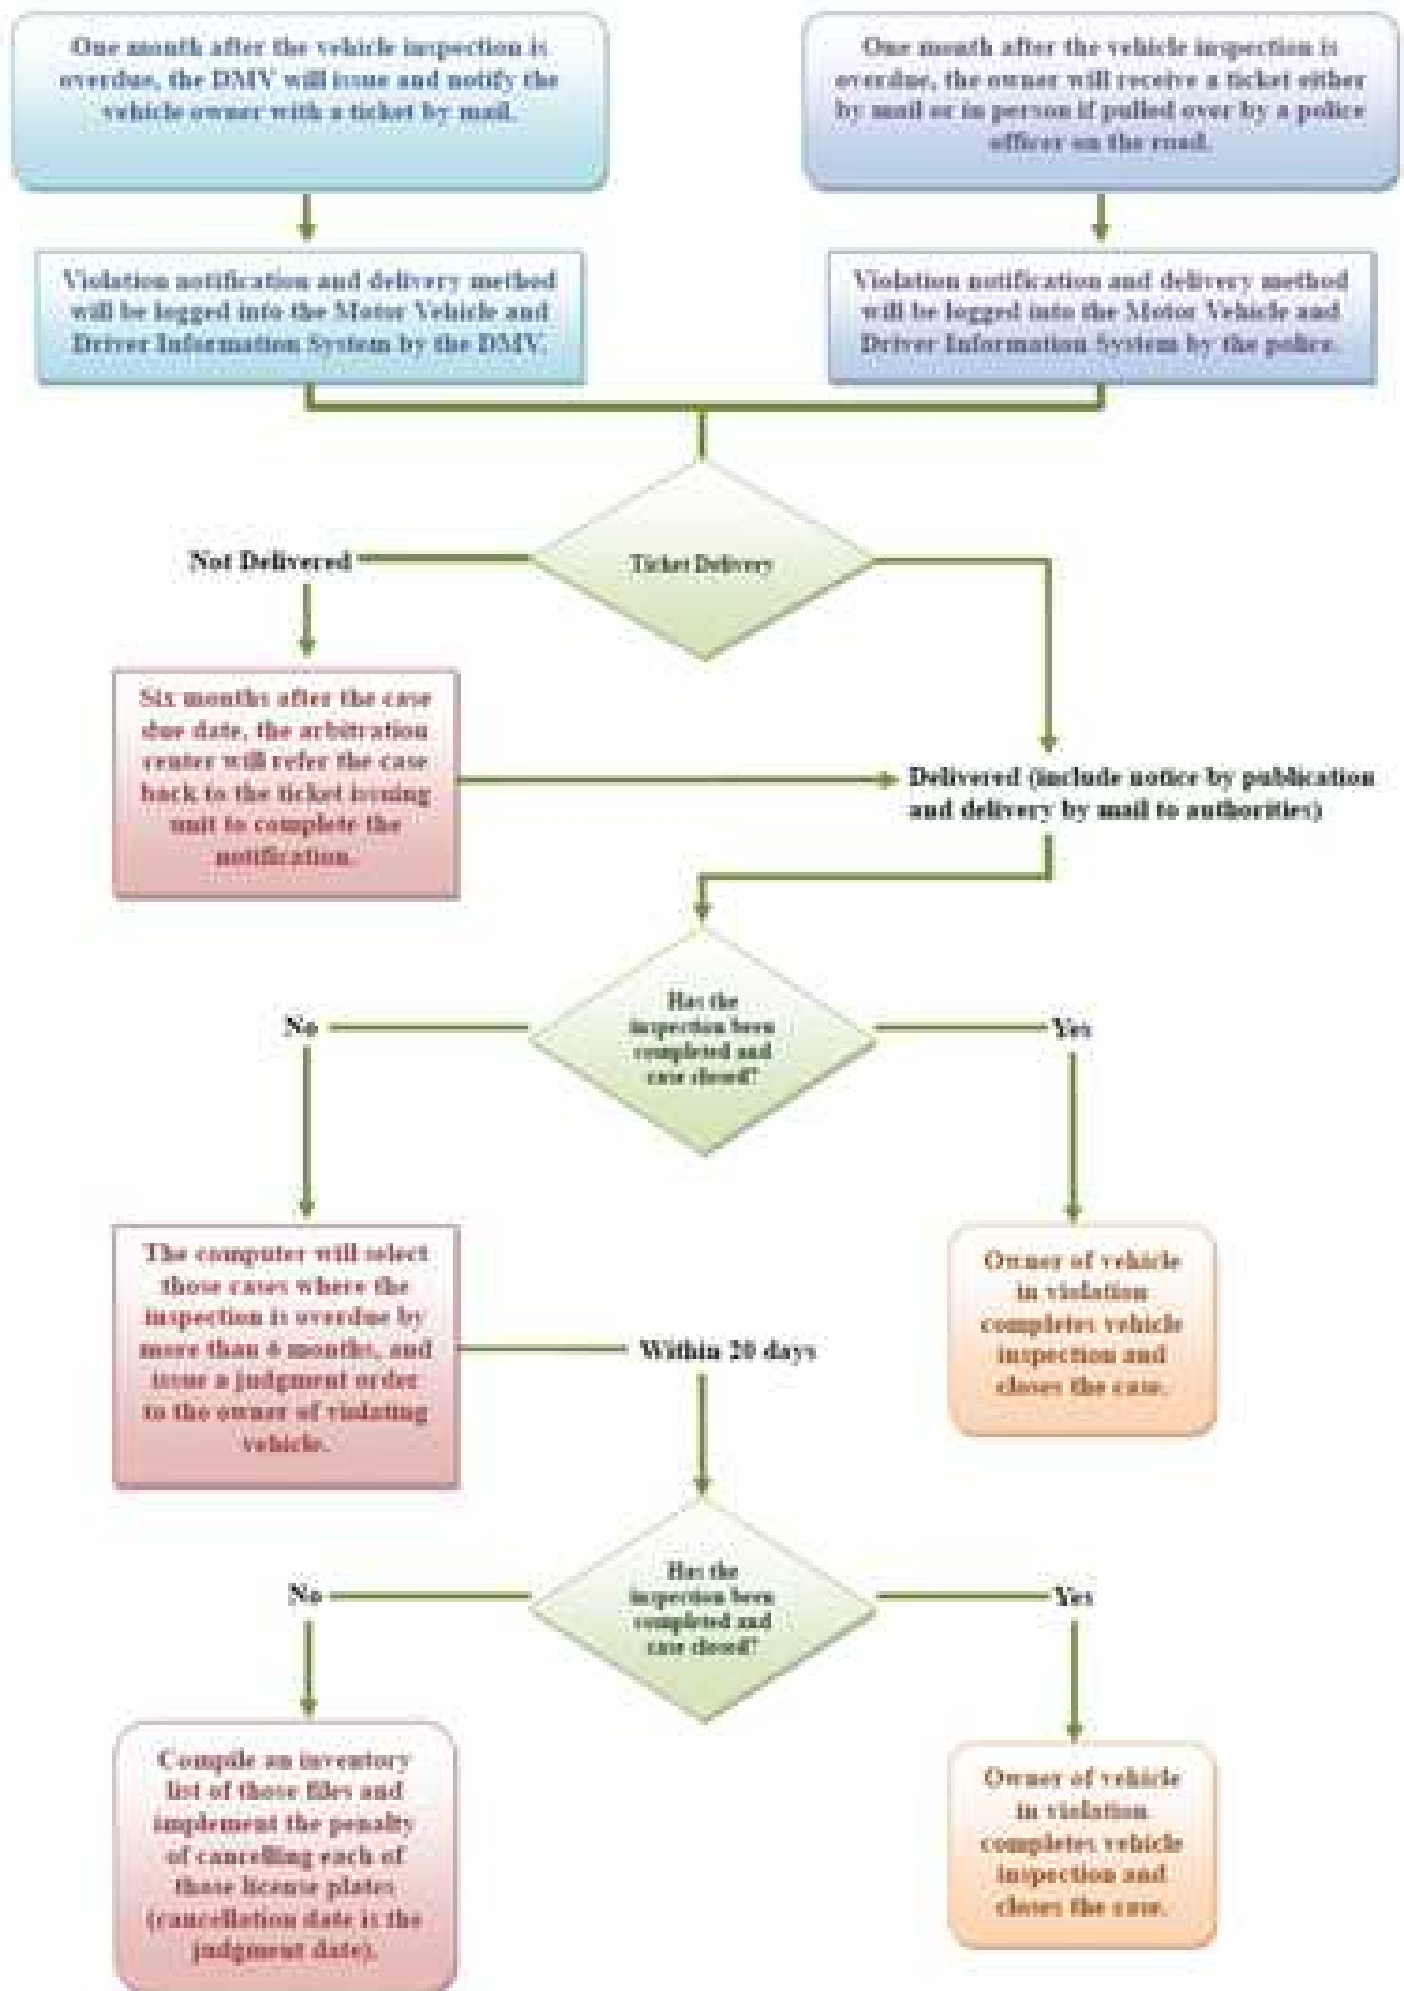 One month after the vehicle inspection is
overdue, the DMV will issue and notify the
vehicle owner with a ticket by mail.
One month after the vehicle inspection is
overdue, the owner will receive a ticket either
by mail or in person if pulled over by a police
officer on the road.
Violation notification and delivery method
will be logged into the Motor Vehicle and
Driver Information System by the DMV.
Violation notification and delivery method
will be logged into the Motor Vehicle and
Driver Information System by the police.
Ticket Delivery
Not Delivered
Six months after the case
due date, the arbitration
center will refer the case
back to the ticket issuing
unit to complete the
notification.
Delivered (include notice by publication
and delivery by mail to authorities)
Has the
inspection been
completed and
case closed?
No
Yes
The computer will select
those cases where the
inspection is overdue by
more than 6 months, and
issue a judgment order
to the owner of violating
vehicle.
Within 20 days
Owner of vehicle
in violation
completes vehicle
inspection and
closes the case.
Has the
inspection been
completed and
case closed?
No
Yes
Compile an inventory
list of those files and
implement the penalty
of cancelling each of
those license plates
(cancellation date is the
judgment date).
Owner of vehicle
in violation
completes vehicle
inspection and
closes the case.